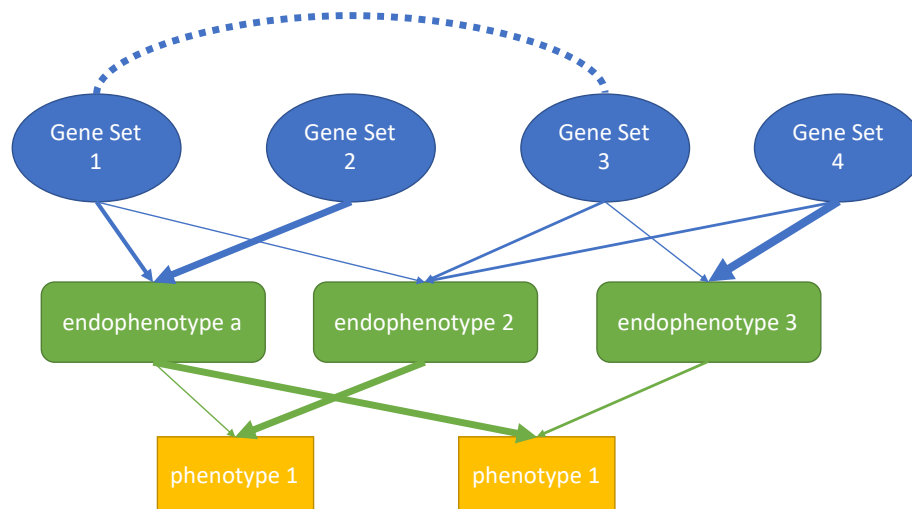 Gene Set
1
Gene Set
2
Gene Set
3
Gene Set
4
endophenotype a
endophenotype 2
endophenotype 3
phenotype 1
phenotype 1